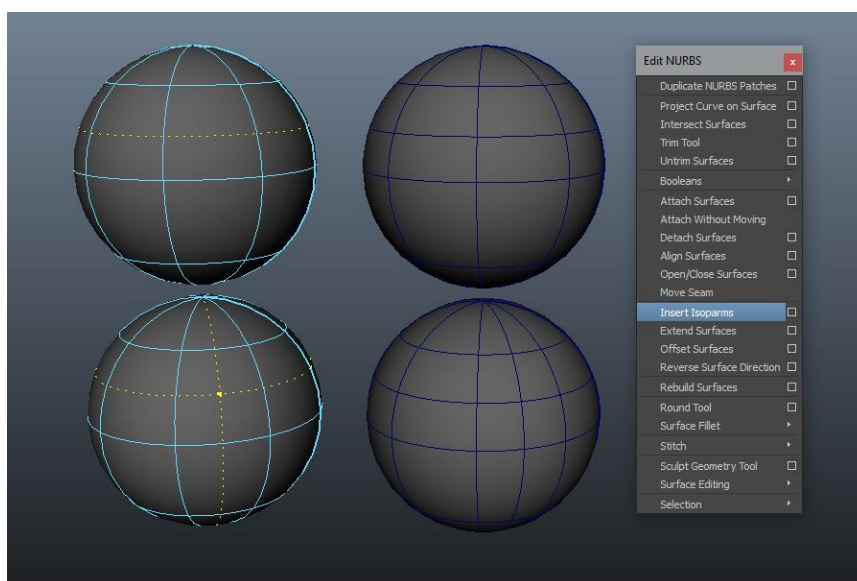 Edit NURBS
x
Duplicate NURBS Patches
Project Curve on Surface
Intersect Surfaces
Trim Tool
Untrim Surfaces
Booleans
Attach Surfaces
Attach Without Moving
Detach Surfaces
Align Surfaces
Open/Close Surfaces
Move Seam
Insert Isoparms
Extend Surfaces
Offset Surfaces
Reverse Surface Direction
Rebuild Surfaces
Round Tool
Surface Fillet
Stitch
Sculpt Geometry Tool
Surface Editing
Selection